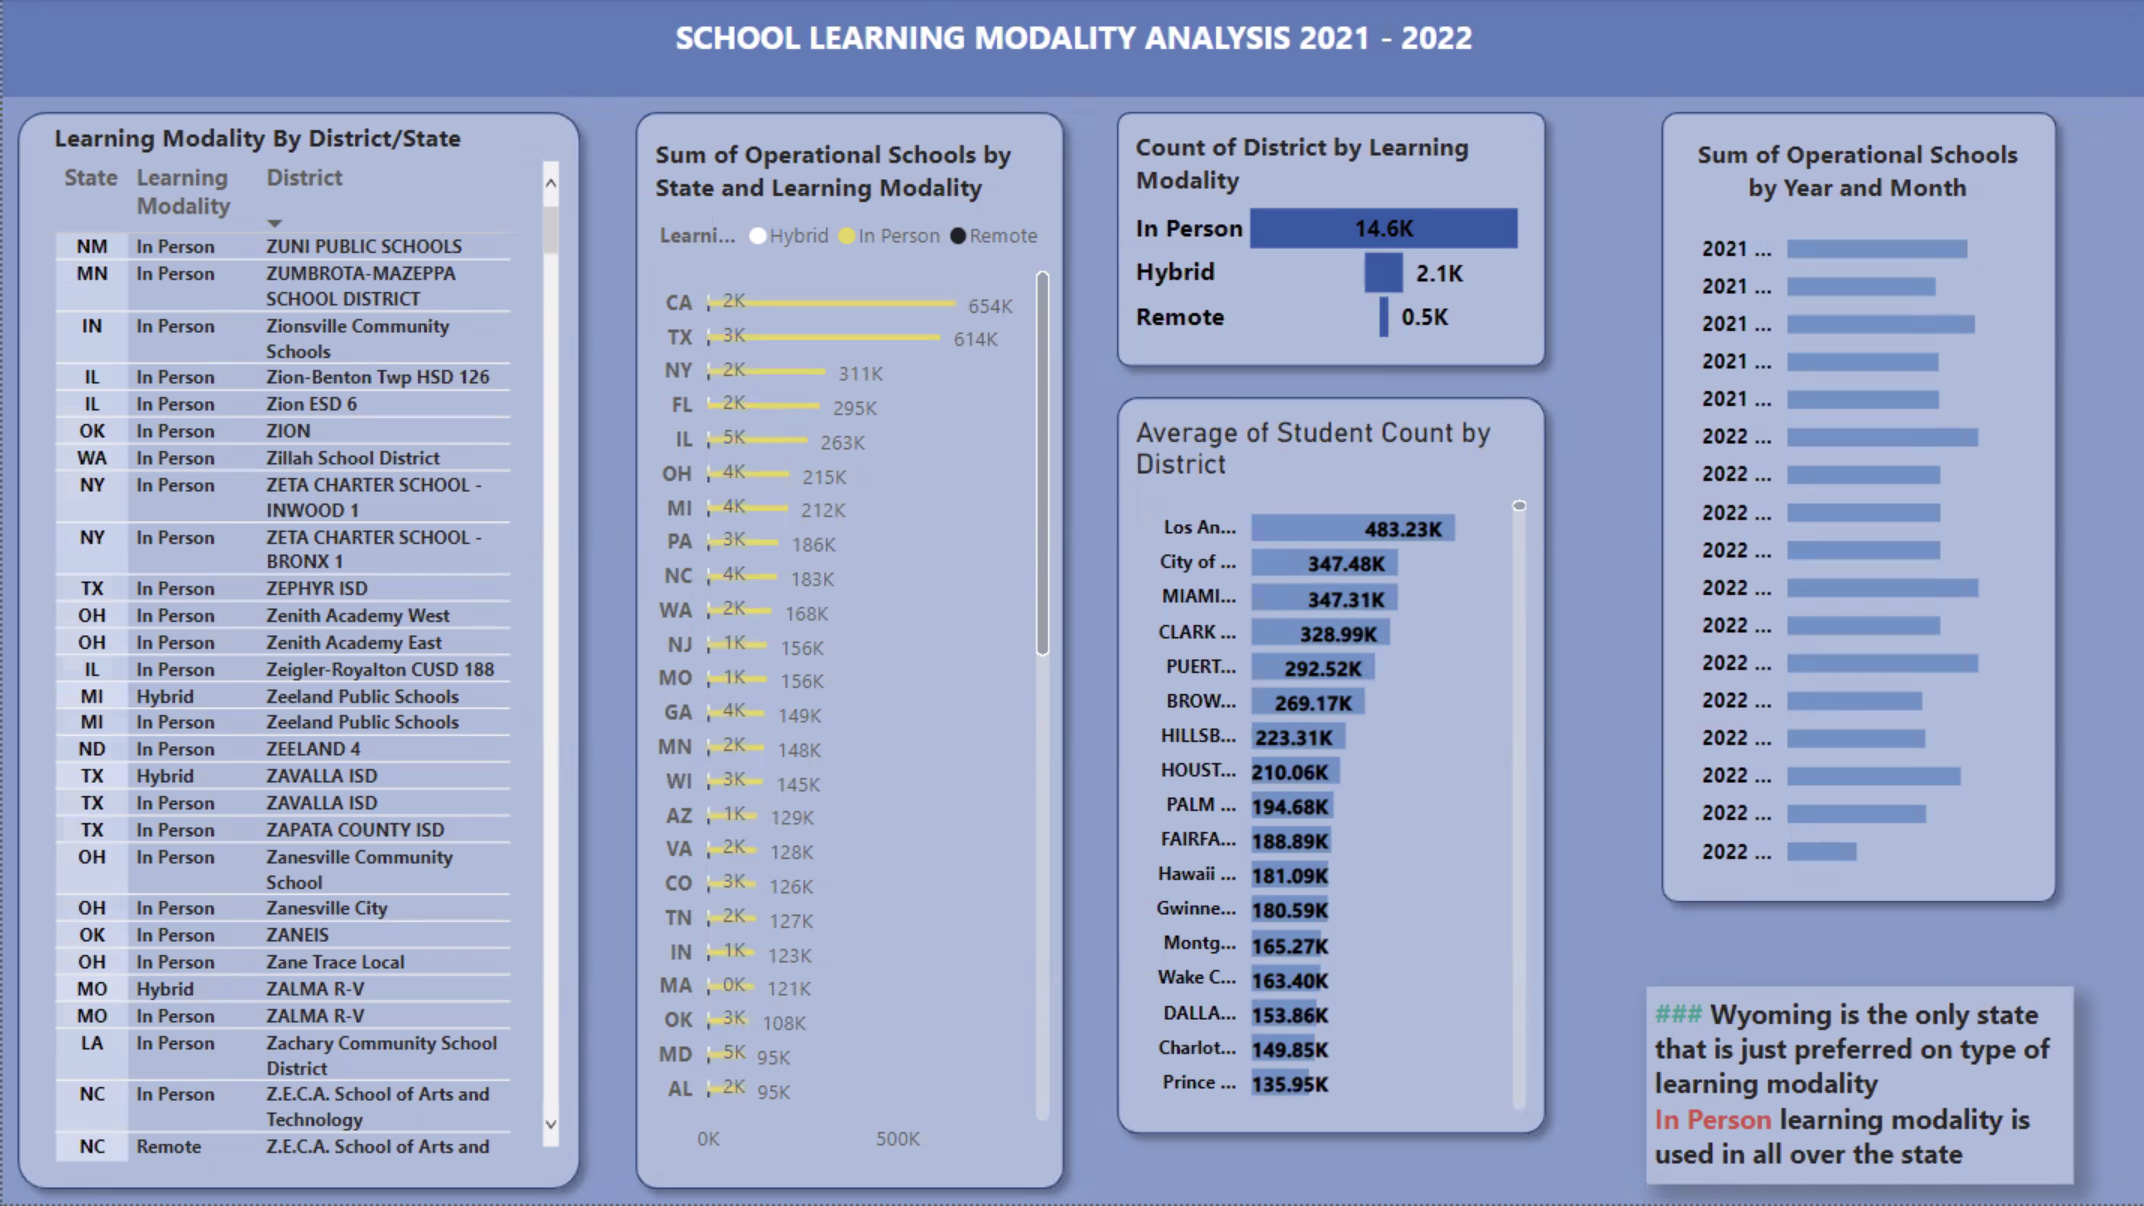 SCHOOL LEARNING MODALITY ANALYSIS 2021 - 2022
Learning Modality By District/State
State Learning Modality District
NM In Person ZUNI PUBLIC SCHOOLS
MN In Person ZUMBROTA-MAZEPPA
SCHOOL DISTRICT
IN In Person Zionsville Community
Schools
IL In Person Zion-Benton Twp HSD 126
IL In Person Zion ESD 6
OK In Person ZION
WA In Person Zillah School District
NY In Person ZETA CHARTER SCHOOL -
INWOOD 1
NY In Person ZETA CHARTER SCHOOL -
BRONX 1
TX In Person ZEPHYR ISD
OH In Person Zenith Academy West
OH In Person Zenith Academy East
IL In Person Zeigler-Royalton CUSD 188
MI Hybrid Zeeland Public Schools
MI In Person Zeeland Public Schools
ND In Person ZEELAND 4
TX Hybrid ZAVALLA ISD
TX In Person ZAVALLA ISD
TX In Person ZAPATA COUNTY ISD
OH In Person Zanesville Community
School
OH In Person Zanesville City
OK In Person ZANEIS
OH In Person Zane Trace Local
MO Hybrid ZALMA R-V
MO In Person ZALMA R-V
LA In Person Zachary Community School
District
NC In Person Z.E.C.A. School of Arts and
Technology
NC Remote Z.E.C.A. School of Arts and
Sum of Operational Schools by
State and Learning Modality
Learni... Hybrid In Person Remote
CA 2K 654K
TX 3K 614K
NY 2K 311K
FL 2K 295K
IL 5K 263K
OH 4K 215K
MI 4K 212K
PA 3K 186K
NC 4K 183K
WA 2K 168K
NJ 1K 156K
MO 1K 156K
GA 4K 149K
MN 2K 148K
WI 3K 145K
AZ 1K 129K
VA 2K 128K
CO 3K 126K
TN 2K 127K
IN 1K 123K
MA 0K 121K
OK 3K 108K
MD 5K 95K
AL 2K 95K
0K 500K
Count of District by Learning
Modality
In Person 14.6K
Hybrid 2.1K
Remote 0.5K
Average of Student Count by
District
Los An... 483.23K
City of ... 347.48K
MIAMI... 347.31K
CLARK ... 328.99K
PUERT... 292.52K
BROW... 269.17K
HILLSB... 223.31K
HOUST... 210.06K
PALM ... 194.68K
FAIRFA... 188.89K
Hawaii ... 181.09K
Gwinne... 180.59K
Montg... 165.27K
Wake C... 163.40K
DALLA... 153.86K
Charlot... 149.85K
Prince ... 135.95K
Sum of Operational Schools
by Year and Month
2021 ...
2021 ...
2021 ...
2021 ...
2021 ...
2022 ...
2022 ...
2022 ...
2022 ...
2022 ...
2022 ...
2022 ...
2022 ...
2022 ...
2022 ...
2022 ...
2022 ...
### Wyoming is the only state
that is just preferred on type of
learning modality
In Person learning modality is
used in all over the state